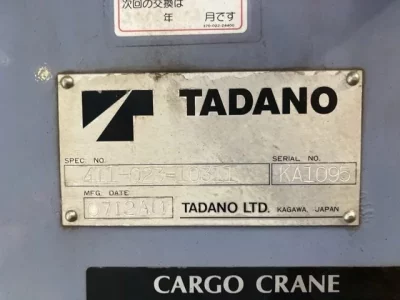 次回の交換は
年 月です
TADANO
SPEC. NO.
SERIAL NO.
KA1095
MFG. DATE
TADANO LTD. KAGAWA, JAPAN
CARGO CRANE